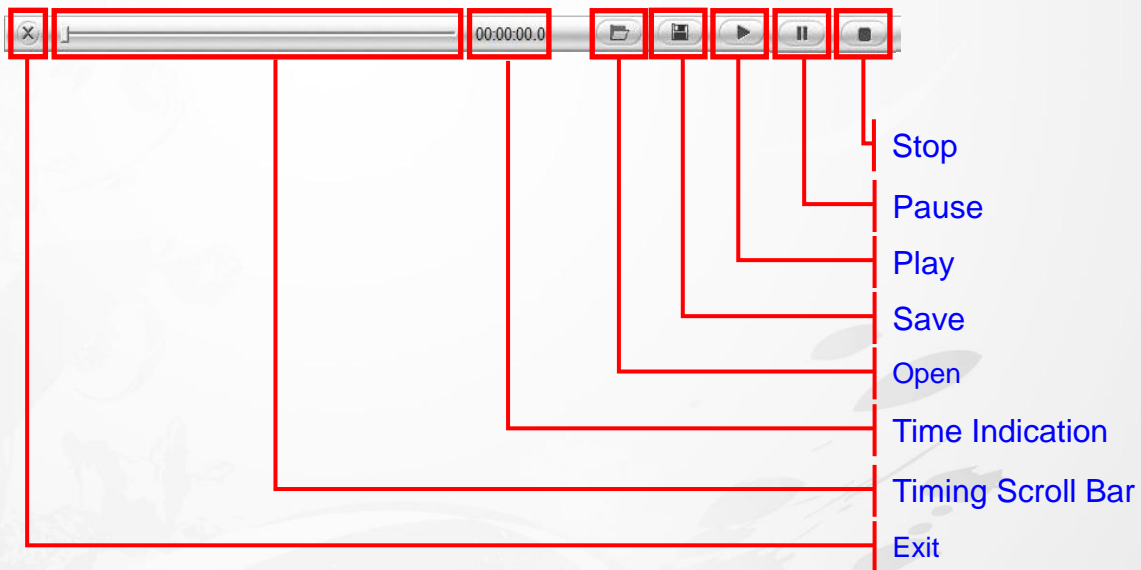 00:00:00.0
Stop
Pause
Play
Save
Open
Time Indication
Timing Scroll Bar
Exit